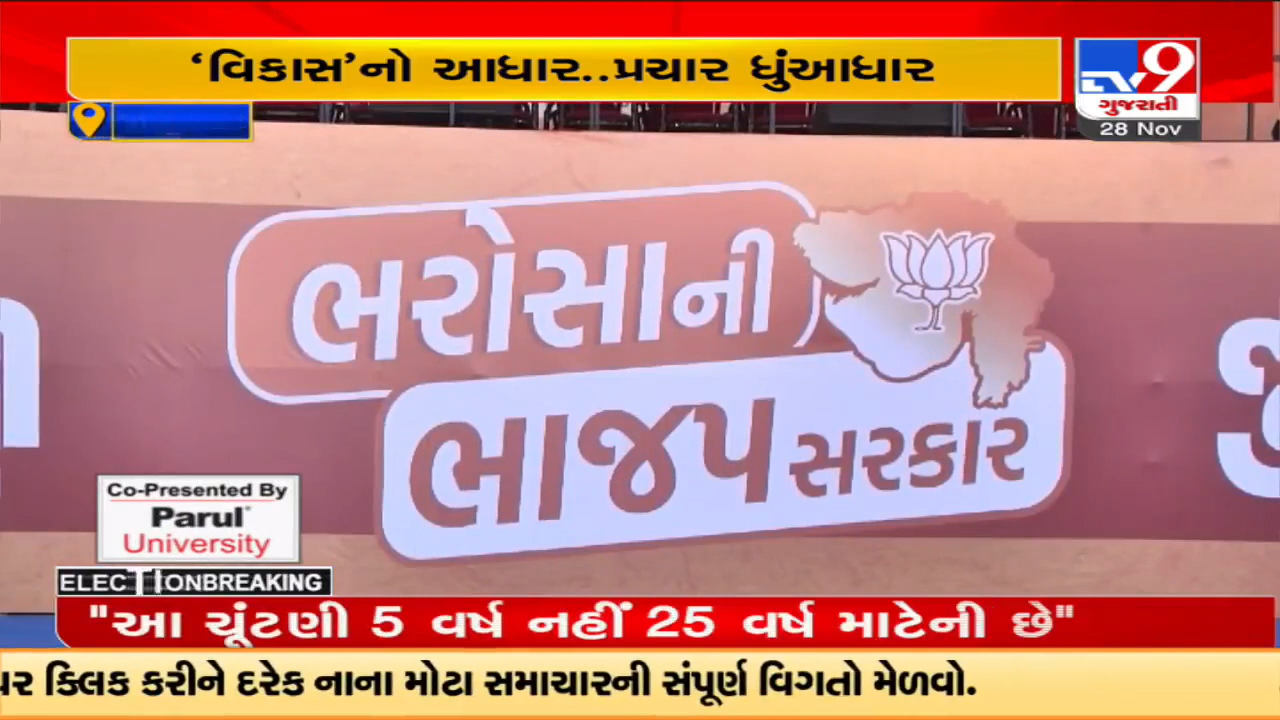 ‘વિકાસ’નો આધાર..પ્રચાર ધુંઆધાર
TV9
ગુજરાતી
28 Nov
ભરોસાની
ભાજપ સરકાર
Co-Presented By
Parul
University
ELECTIONBREAKING
"આ ચૂંટણી 5 વર્ષ નહીં 25 વર્ષ માટેની છે"
પર ક્લિક કરીને દરેક નાના મોટા સમાચારની સંપૂર્ણ વિગતો મેળવો.